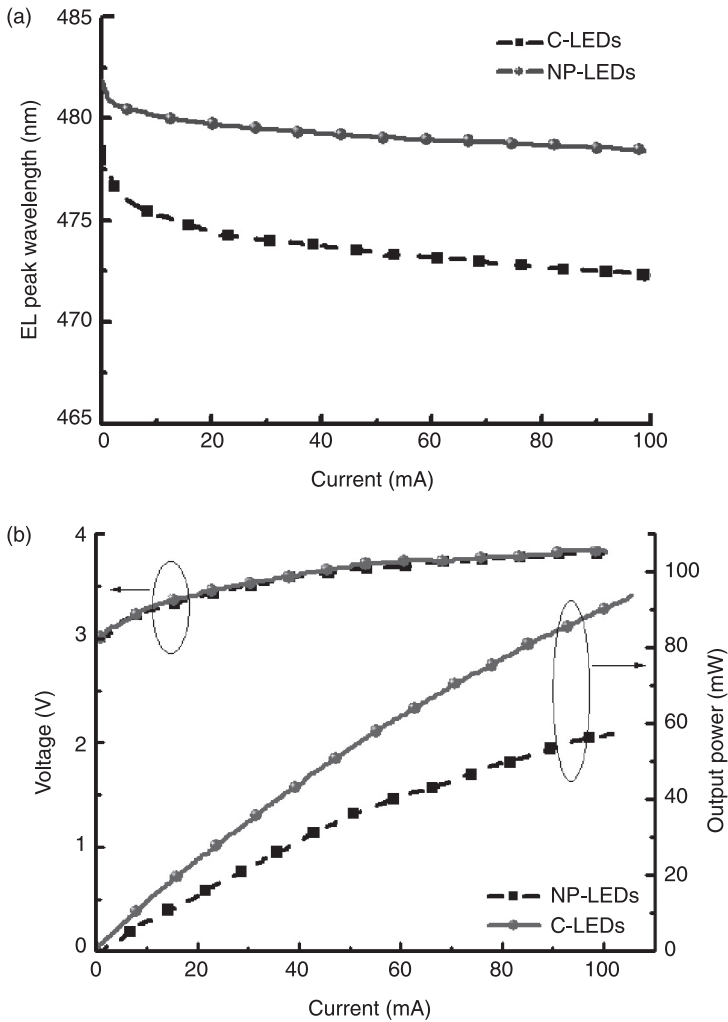 (a)
485
480
475
470
465
EL peak wavelength (nm)
C-LEDs
NP-LEDs
0 20 40 60 80 100
Current (mA)
(b)
4
3
2
1
0
Voltage (V)
100
80
60
40
20
0
Output power (mW)
NP-LEDs
C-LEDs
0 20 40 60 80 100
Current (mA)